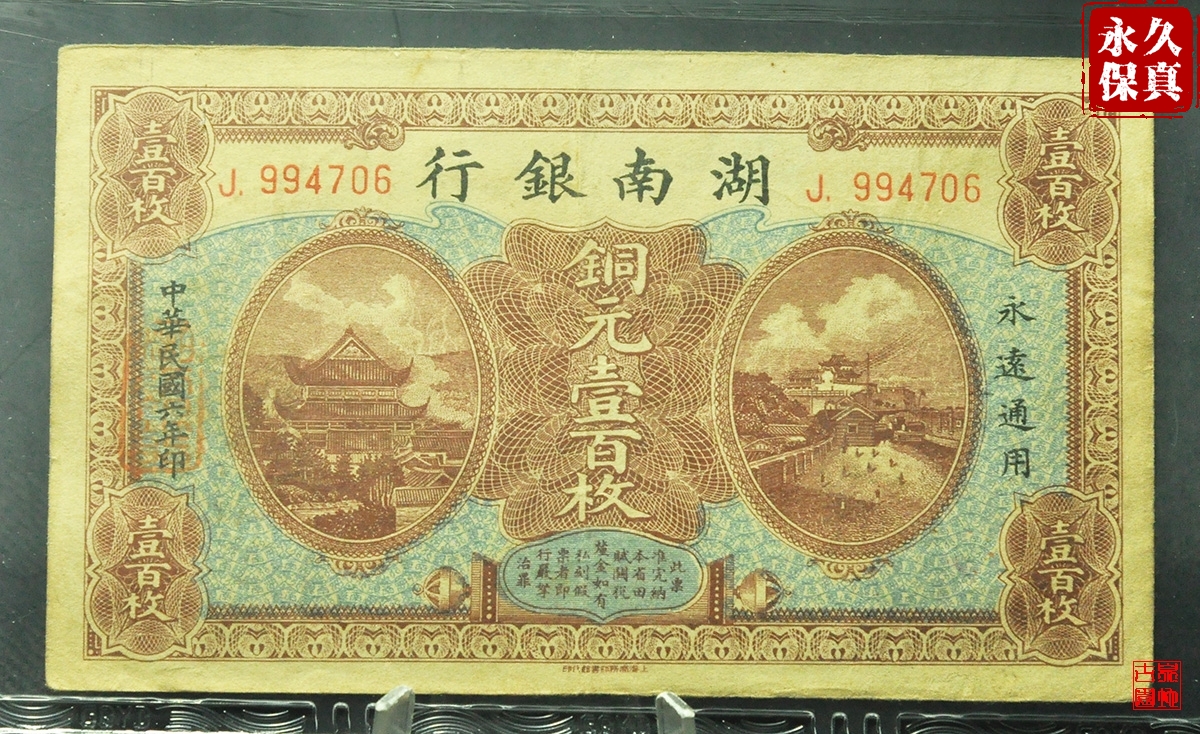 永久
保真
湖南銀行
J. 994706
J. 994706
壹百枚
壹百枚
銅元壹百枚
永遠通用
中華民國六年印
此票
准完納
本省田
賦關稅
釐金如有
私刻假
票者即
行嚴拏
治罪
壹百枚
壹百枚